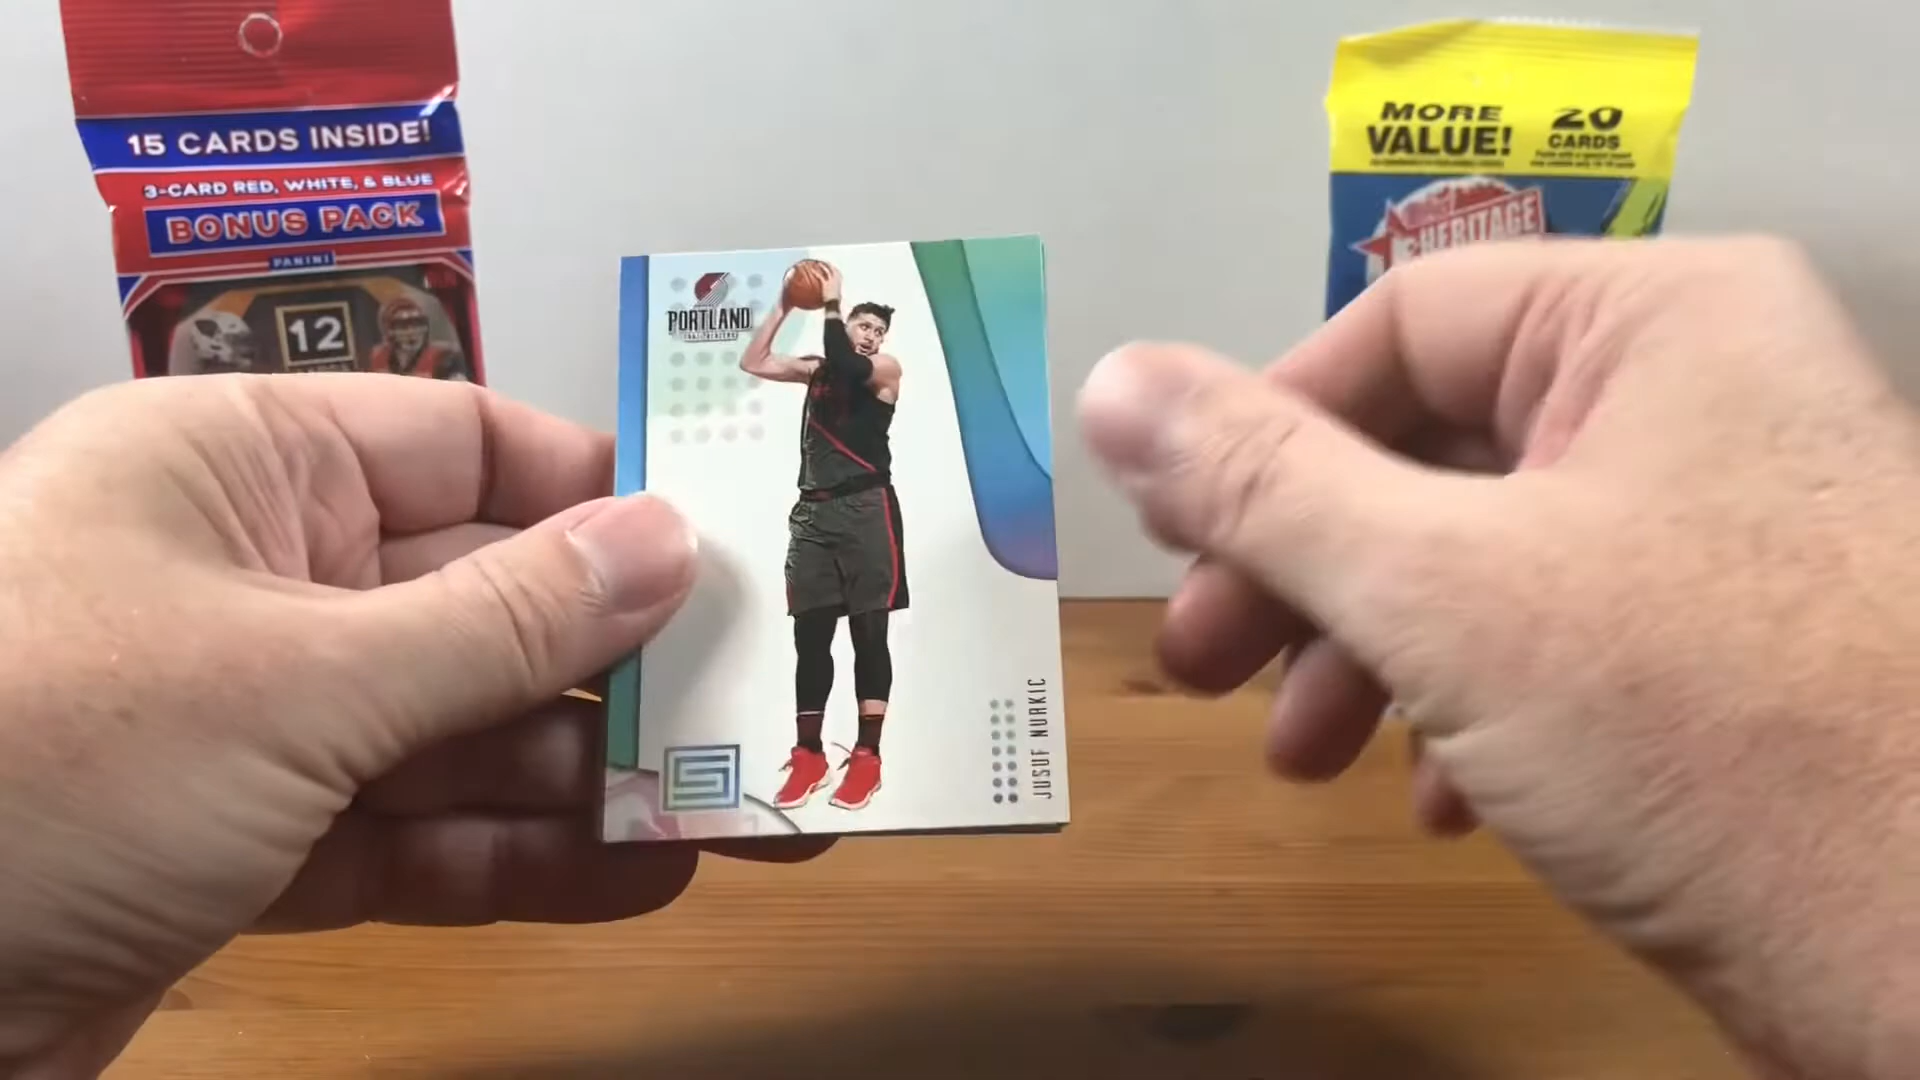 15 CARDS INSIDE!
3-CARD RED, WHITE, & BLUE
BONUS PACK
PANINI
12
MORE
VALUE!
20
CARDS
HERITAGE
PORTLAND
JUSUF NURKIC